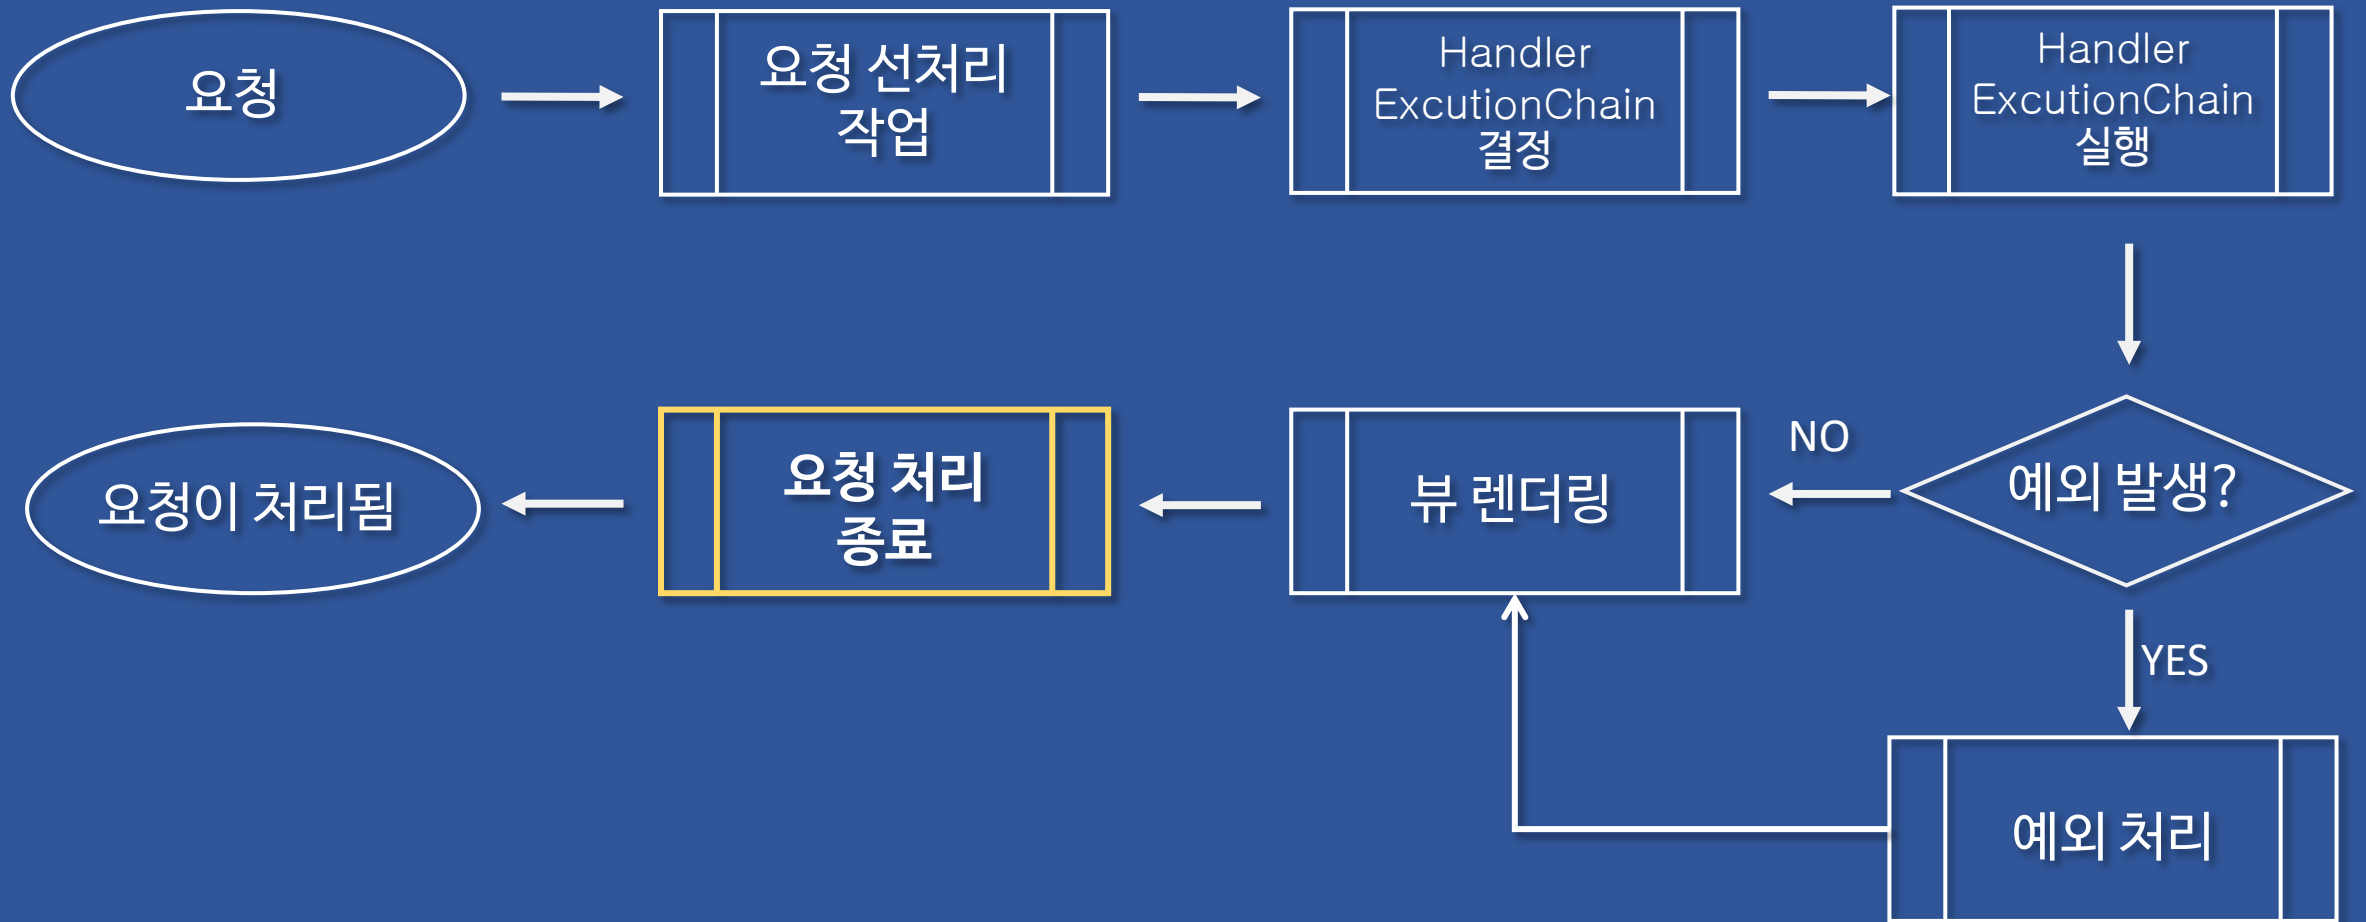 요청
요청 선처리
작업
Handler
ExcutionChain
결정
Handler
ExcutionChain
실행
예외 발생?
NO
뷰 렌더링
요청 처리
종료
요청이 처리됨
YES
예외 처리